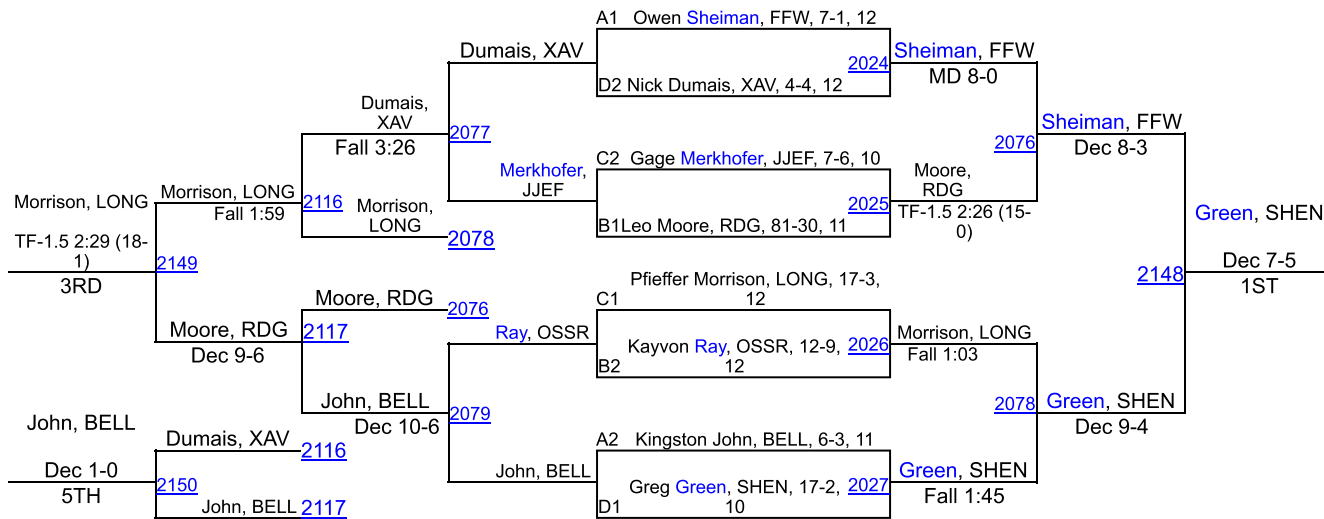 A1 Owen Sheiman, FFW, 7-1, 12
Dumais, XAV
2024
Sheiman, FFW
MD 8-0
D2 Nick Dumais, XAV, 4-4, 12
Dumais,
XAV
Fall 3:26
2077
2076
Sheiman, FFW
Dec 8-3
C2 Gage Merkhofer, JJEF, 7-6, 10
Merkhofer,
JJEF
2025
Moore,
RDG
TF-1.5 2:26 (15-
0)
B1Leo Moore, RDG, 81-30, 11
Morrison, LONG
TF-1.5 2:29 (18-
1)
3RD
Morrison, LONG
Fall 1:59
2116
Morrison,
LONG
2078
2149
Green, SHEN
Dec 7-5
1ST
2148
Pfieffer Morrison, LONG, 17-3,
12
C1
Moore, RDG
2076
Moore, RDG
Dec 9-6
2117
Ray, OSSR
Kayvon Ray, OSSR, 12-9,
12
B2
2026
Morrison, LONG
Fall 1:03
John, BELL
Dec 10-6
2079
2078
Green, SHEN
Dec 9-4
John, BELL
Dec 1-0
5TH
Dumais, XAV
2116
2150
John, BELL
2117
A2 Kingston John, BELL, 6-3, 11
John, BELL
Greg Green, SHEN, 17-2,
10
D1
2027
Green, SHEN
Fall 1:45